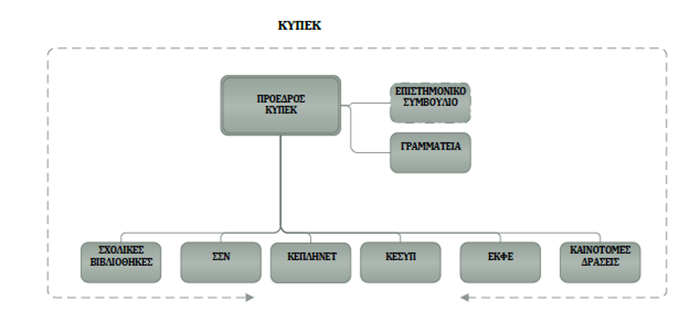 ΚΥΠΕΚ
ΠΡΟΕΔΡΟΣ
ΚΥΠΕΚ
ΕΠΙΣΤΗΜΟΝΙΚΟ
ΣΥΜΒΟΥΛΙΟ
ΓΡΑΜΜΑΤΕΙΑ
ΣΧΟΛΙΚΕΣ
ΒΙΒΛΙΟΘΗΚΕΣ
ΣΣΝ
ΚΕΠΛΗΝΕΤ
ΚΕΣΥΠ
ΕΚΦΕ
ΚΑΙΝΟΤΟΜΕΣ
ΔΡΑΣΕΙΣ